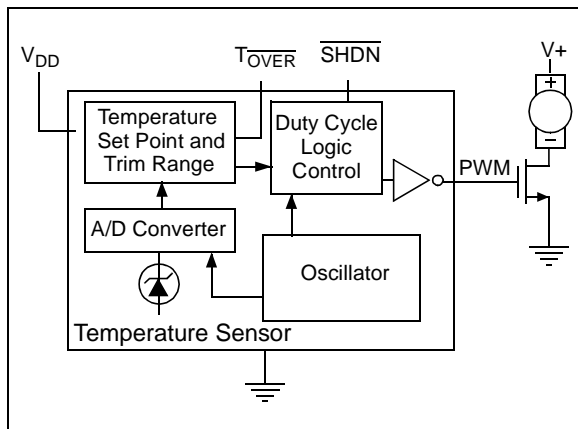 VDD
TOVER
SHDN
V+
+
Temperature
Set Point and
Trim Range
Duty Cycle
Logic
Control
–
PWM
A/D Converter
Oscillator
Temperature Sensor